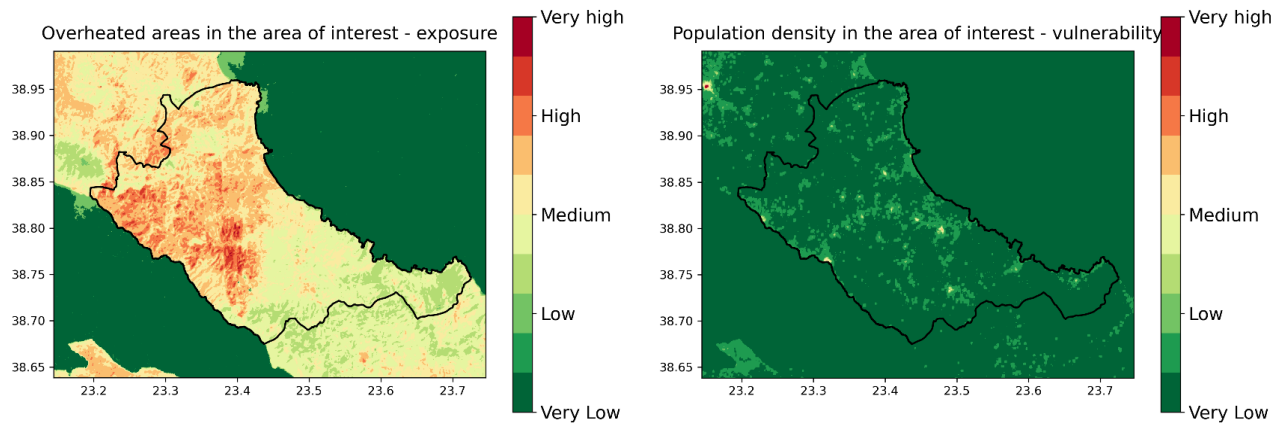 Overheated areas in the area of interest - exposure
38.95
38.90
38.85
38.80
38.75
38.70
38.65
23.2 23.3 23.4 23.5 23.6 23.7
Very high
High
Medium
Low
Very Low
Population density in the area of interest - vulnerability
38.95
38.90
38.85
38.80
38.75
38.70
38.65
23.2 23.3 23.4 23.5 23.6 23.7
Very high
High
Medium
Low
Very Low